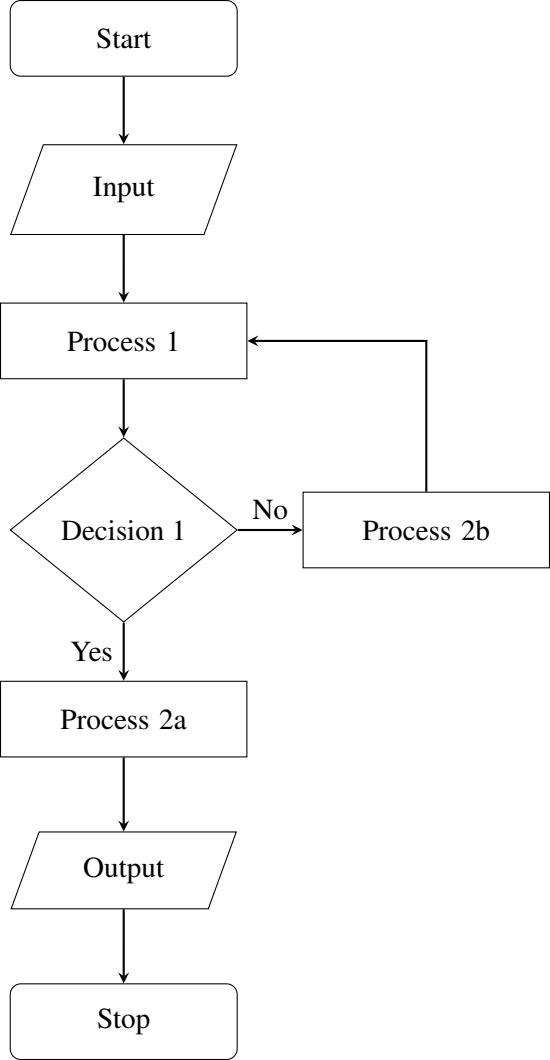 Start
Input
Process 1
Decision 1
No
Process 2b
Yes
Process 2a
Output
Stop